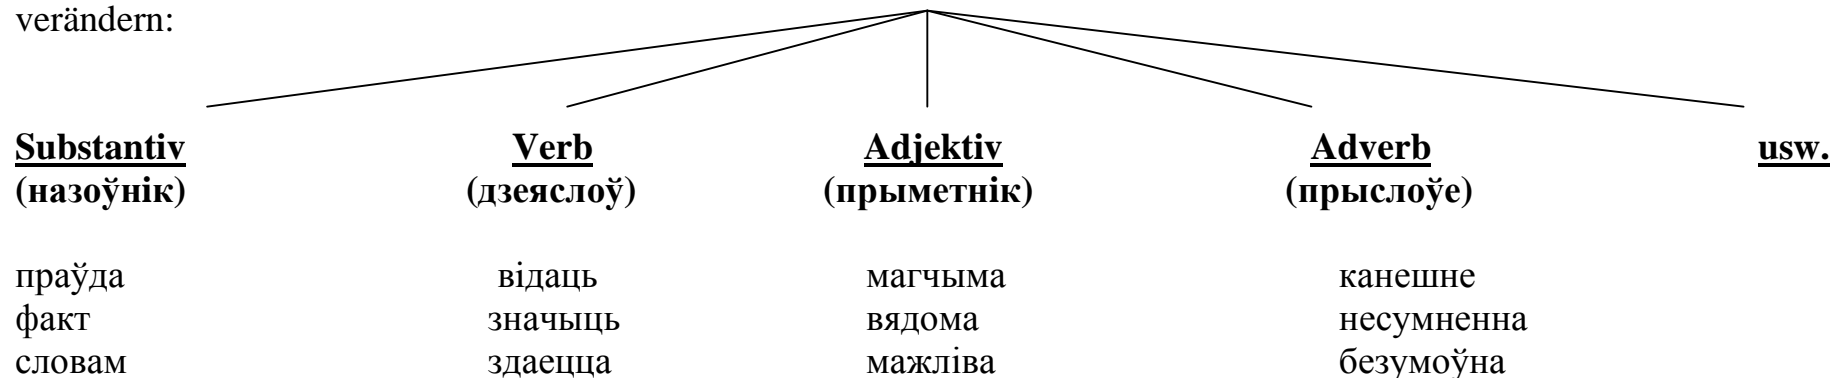 verändern:
Substantiv Verb Adjektiv Adverb usw.
(назоўнік) (дзеяслоў) (прыметнік) (прыслоўе)
праўда відаць магчыма канешне
факт значыць вядома несумненна
словам здаецца мажліва безумоўна